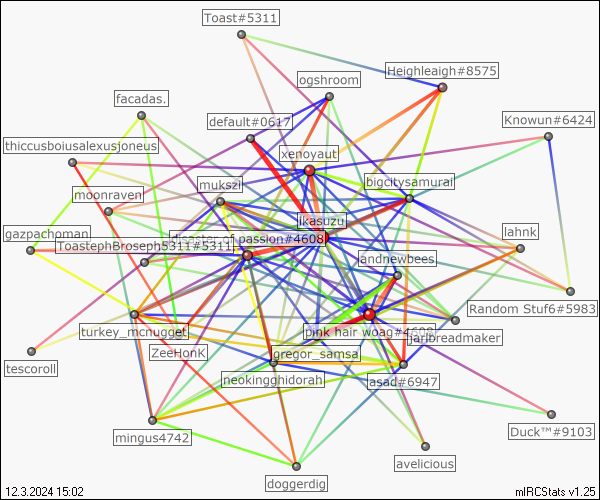 Toast#5311
Heighleigh#8575
ogshroom
facadas.
default#0617
Knowun#6424
thiccusboiusalexusjoneus
xenoyaut
mukszi
bigcitysamurai
moonraven
ikasuzu
gazpachoman
lahnk
passion#4608
ToastephBroseph5311#5311
andnewbees
Random Stuf6#5983
turkey_mcnugget
pink hair woag#4608
jarlbreadmaker
ZeeHonk
gregor_samsa
tescoroll
neokingghidorah
asad#6947
mingus4742
Duck™#9103
avelicious
doggerdig
12.3.2024 15:02
mIRCStats v1.25